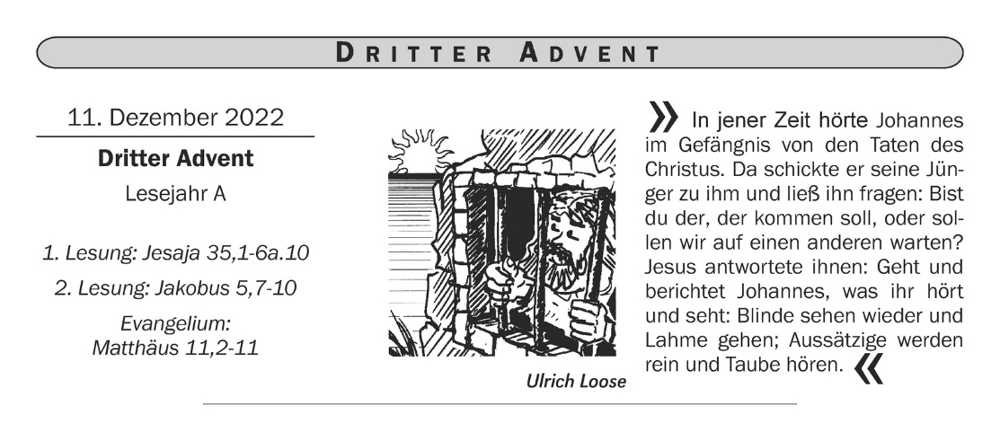 DRITTER ADVENT
11. Dezember 2022
Dritter Advent
Lesejahr A
1. Lesung: Jesaja 35,1-6a.10
2. Lesung: Jakobus 5,7-10
Evangelium:
Matthäus 11,2-11
Ulrich Loose
» In jener Zeit hörte Johannes
im Gefängnis von den Taten des
Christus. Da schickte er seine Jün-
ger zu ihm und ließ ihn fragen: Bist
du der, der kommen soll, oder sol-
len wir auf einen anderen warten?
Jesus antwortete ihnen: Geht und
berichtet Johannes, was ihr hört
und seht: Blinde sehen wieder und
Lahme gehen; Aussätzige werden
rein und Taube hören. «